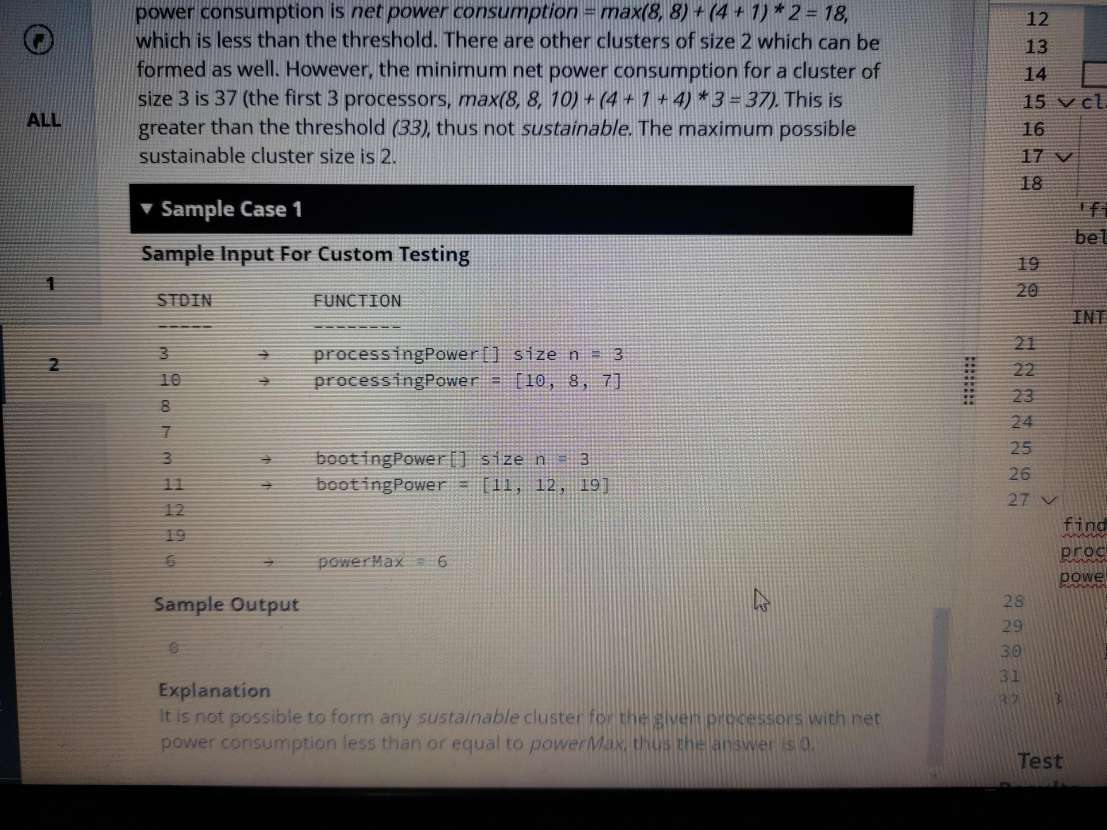 power consumption is net power consumption = max(8, 8) + (4 + 1) * 2 = 18,
which is less than the threshold. There are other clusters of size 2 which can be
formed as well. However, the minimum net power consumption for a cluster of
size 3 is 37 (the first 3 processors, max(8, 8, 10) + (4 + 1 + 4) * 3 = 37). This is
greater than the threshold (33), thus not sustainable. The maximum possible
sustainable cluster size is 2.
ALL
1
2
▼ Sample Case 1
Sample Input For Custom Testing
STDIN FUNCTION
----- --------
3 → processingPower[] size n = 3
10 → processingPower = [10, 8, 7]
8
7
3 → bootingPower[] size n = 3
11 → bootingPower = [11, 12, 19]
12
19
6 → powerMax = 6
Sample Output
0
Explanation
It is not possible to form any sustainable cluster for the given processors with net
power consumption less than or equal to powerMax, thus the answer is 0.
12
13
14
15 cl
16
17
18
'fi
bel
19
20
INT
21
22
23
24
25
26
27
find
proc
powe
28
29
30
31
32 }
Test